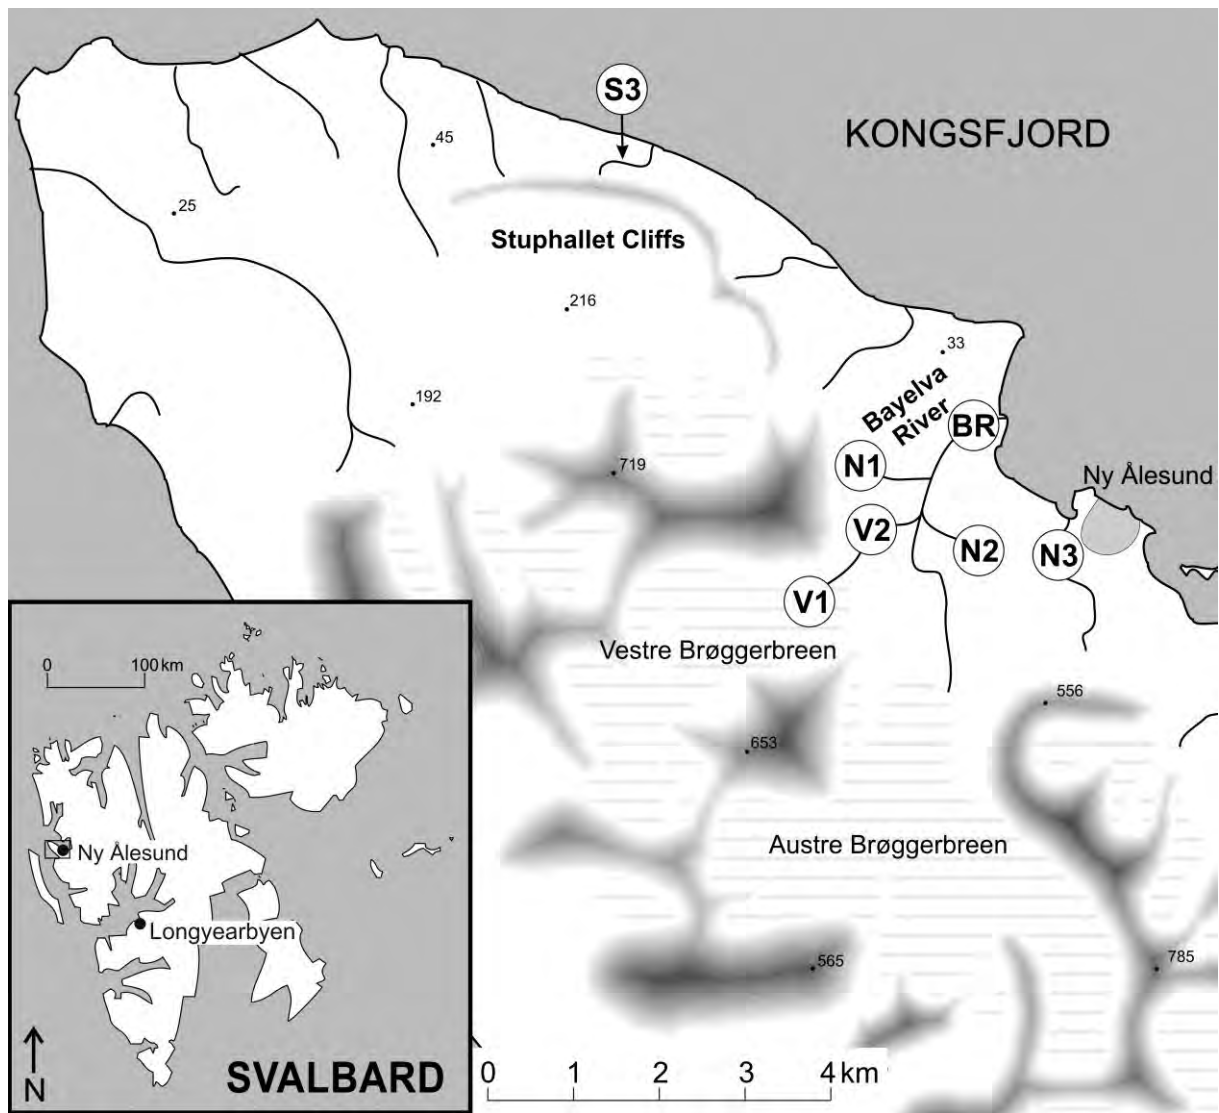 S3
KONGSFJORD
45
25
Stuphallet Cliffs
216
33
Bayelva
River
192
BR
N1
719
Ny Ålesund
V2
N2
N3
V1
Vestre Brøggerbreen
0 100 km
556
653
Austre Brøggerbreen
Ny Ålesund
Longyearbyen
565
785
N
SVALBARD
0 1 2 3 4 km